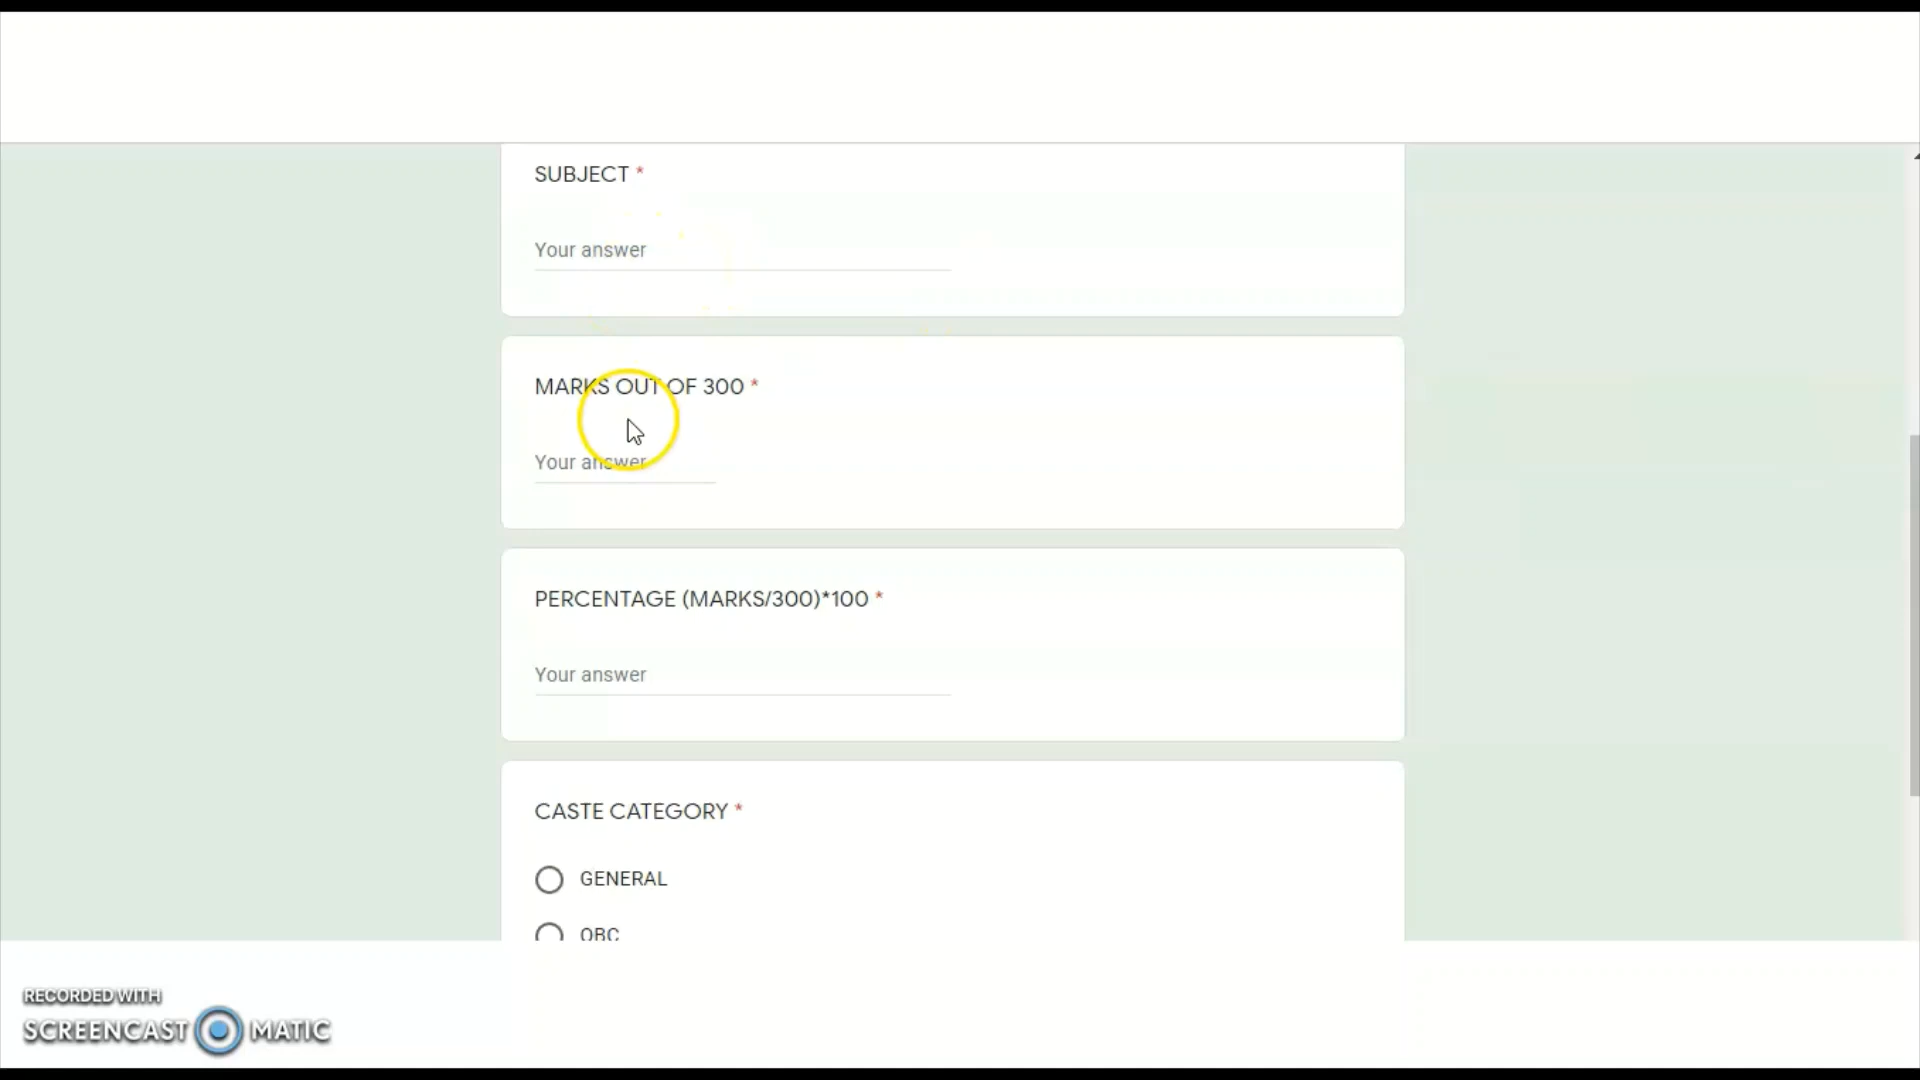 SUBJECT *
Your answer
MARKS OUT OF 300 *
Your answer
PERCENTAGE (MARKS/300)*100 *
Your answer
CASTE CATEGORY *
GENERAL
OBC
RECORDED WITH
SCREENCAST MATIC